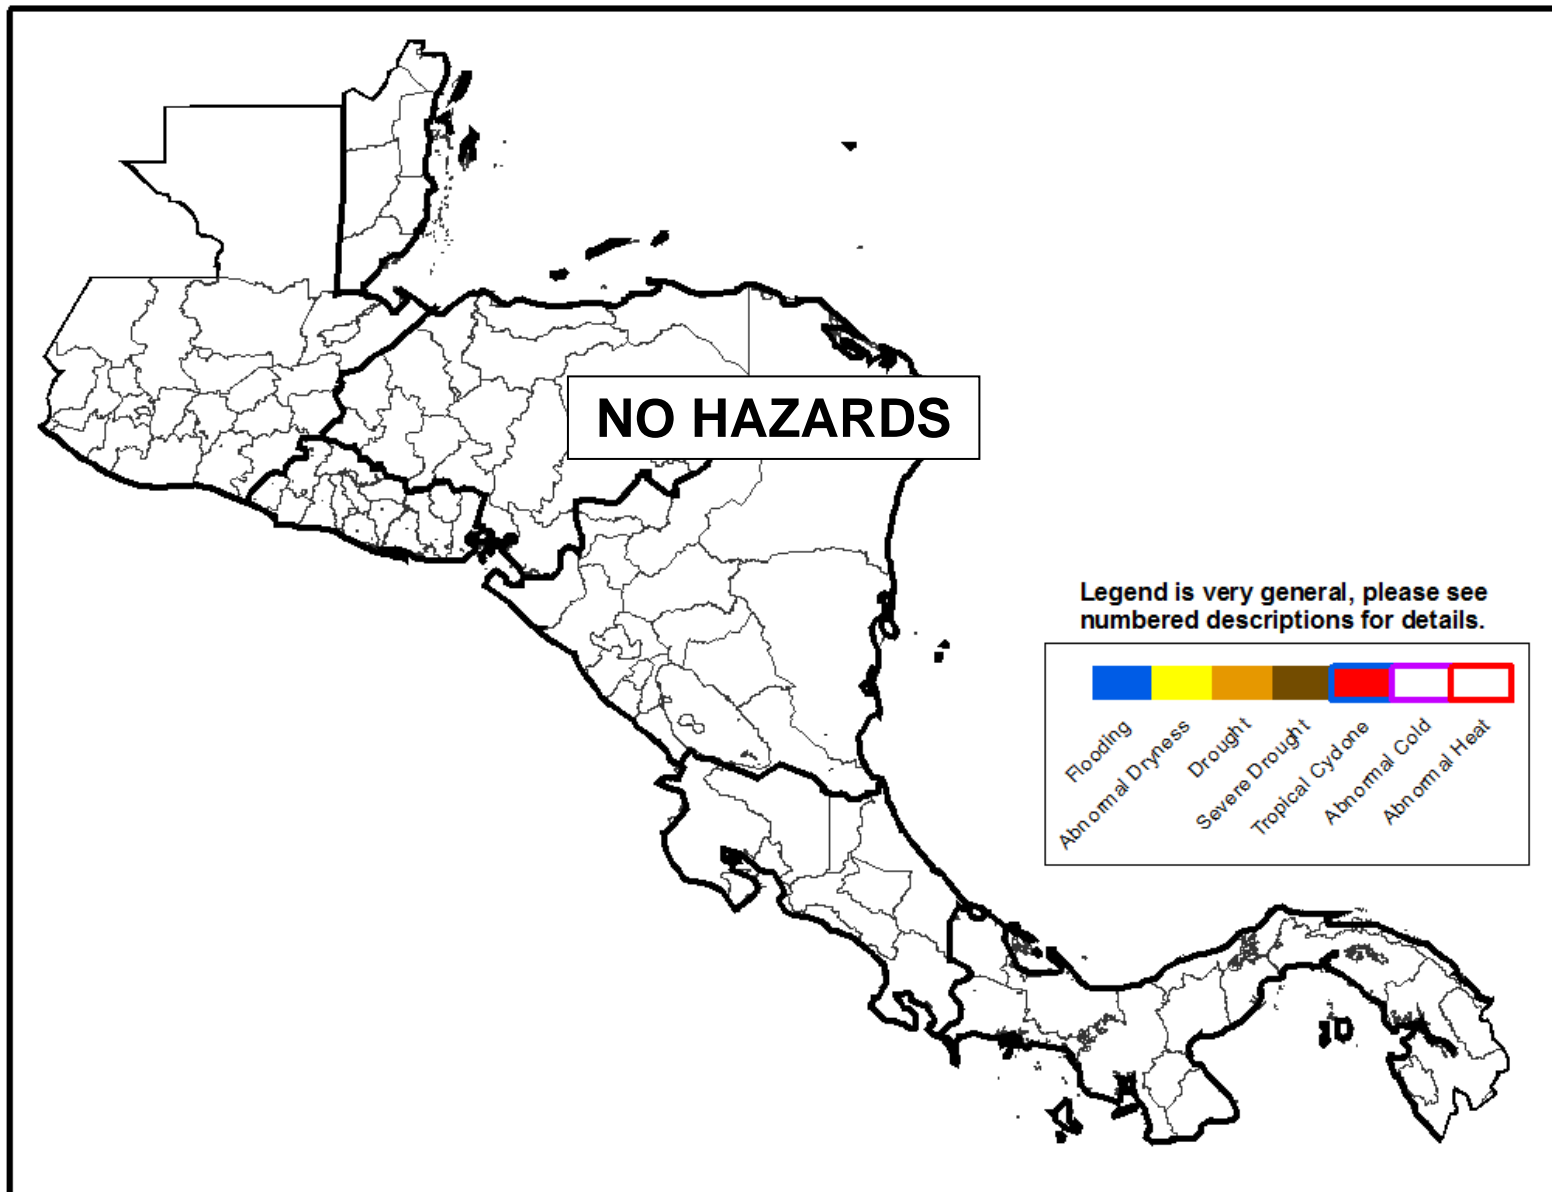 NO HAZARDS
Legend is very general, please see
numbered descriptions for details.
Flooding
Abnormal Dryness
Drought
Severe Drought
Tropical Cyclone
Abnormal Cold
Abnormal Heat